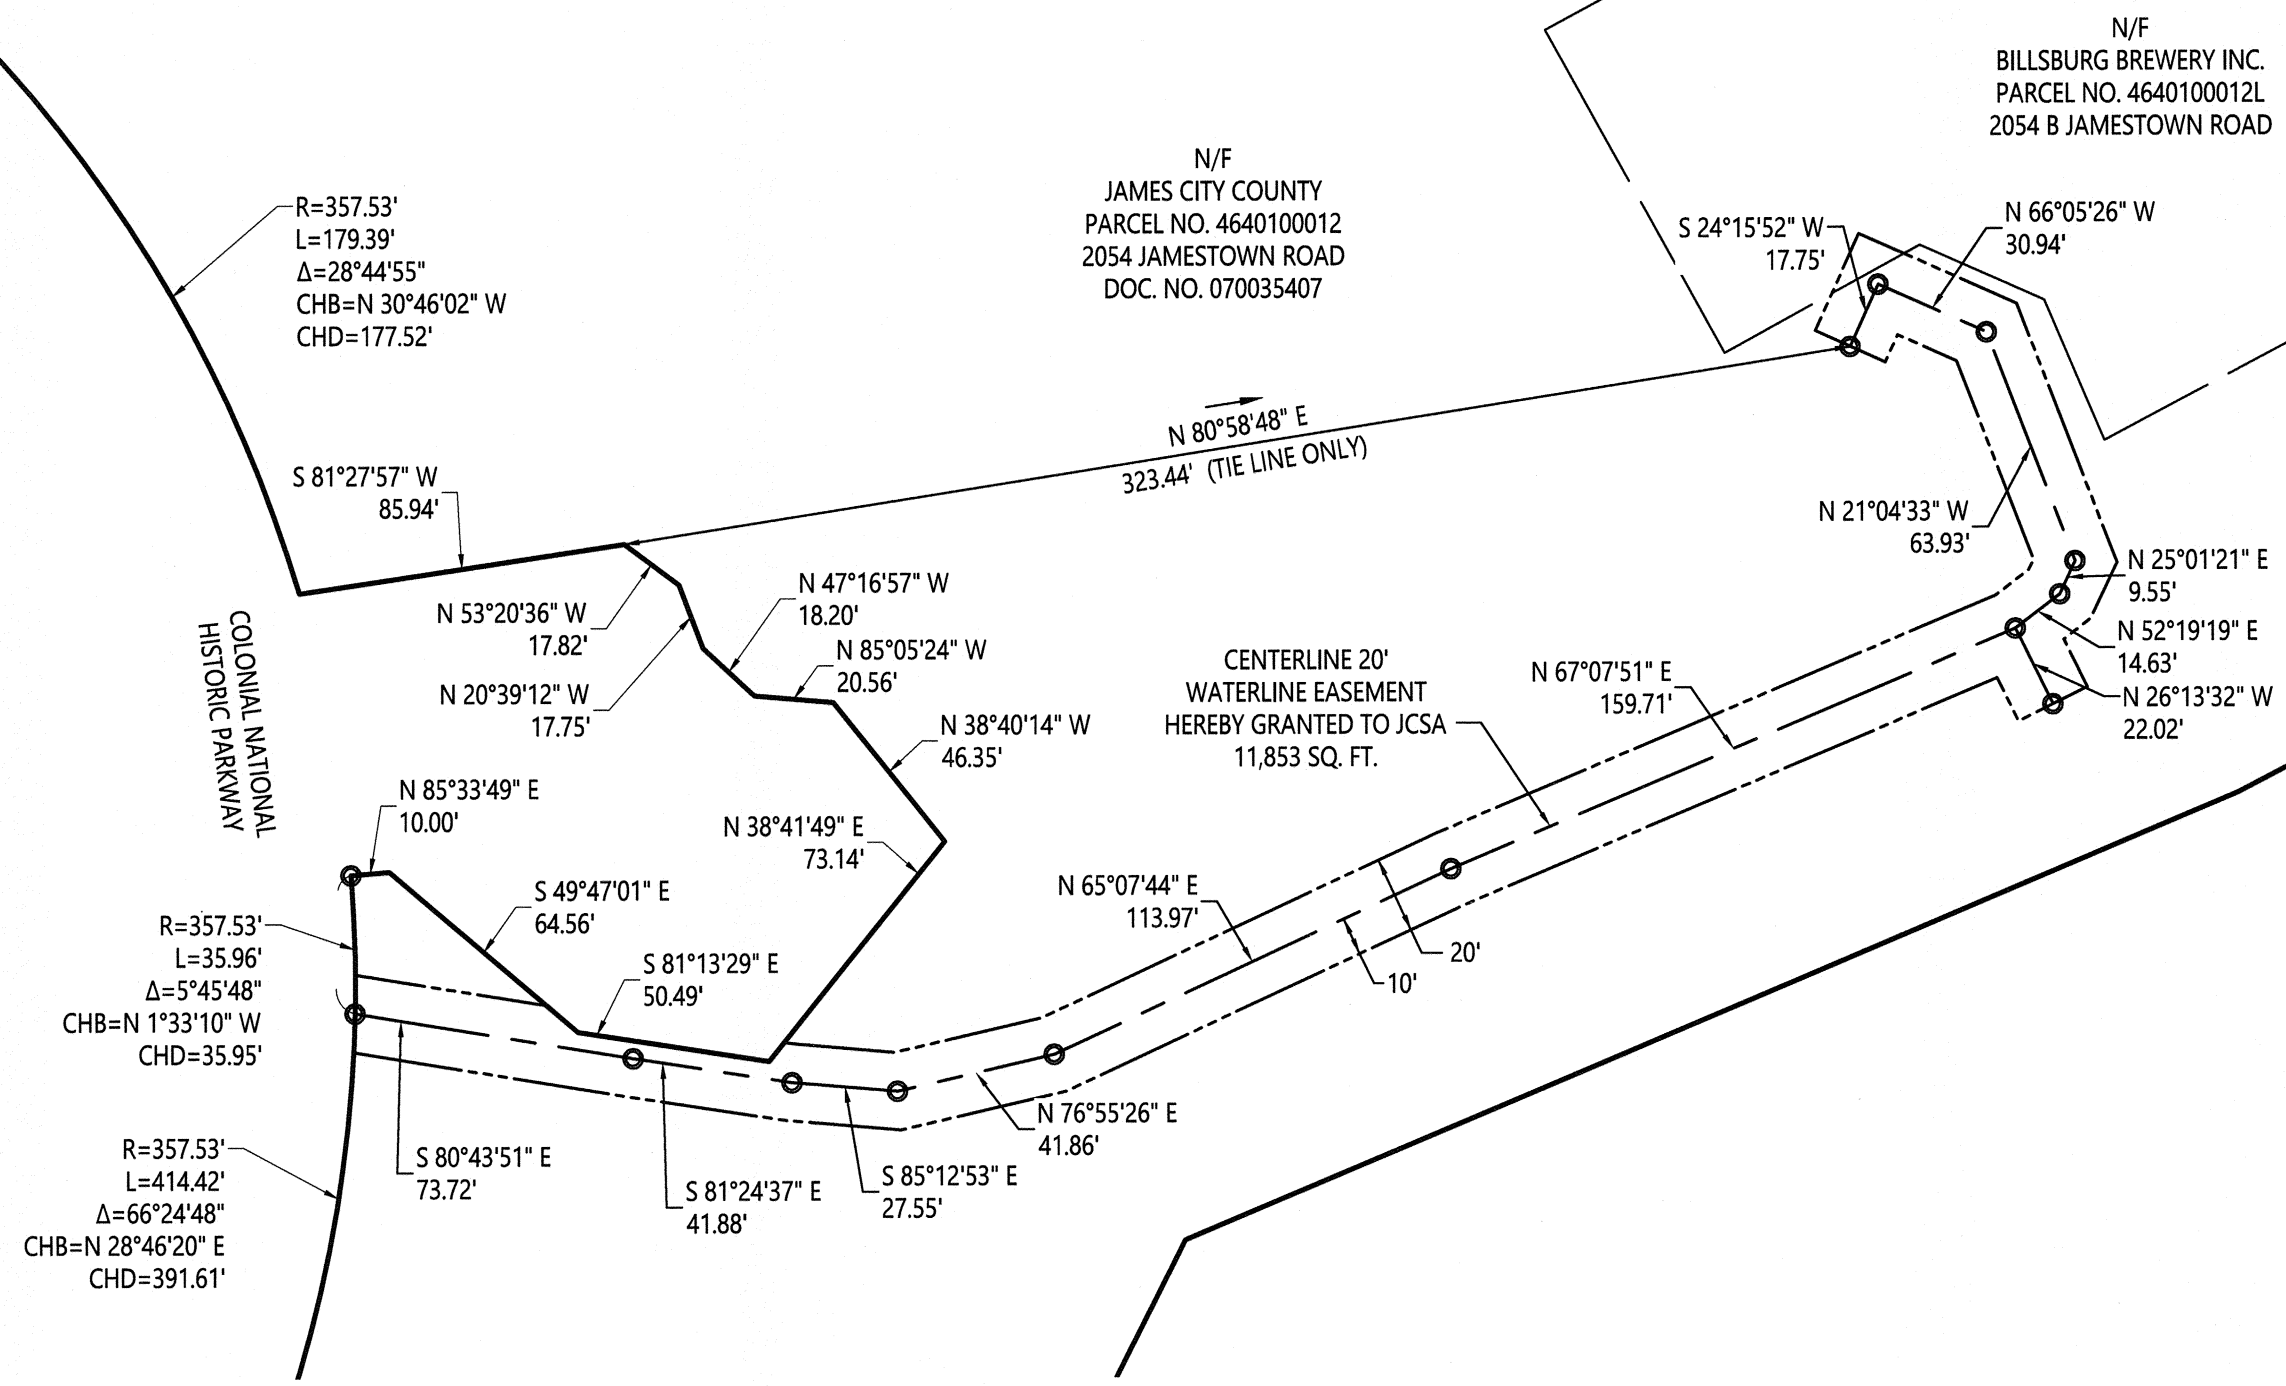 N/F
BILLSBURG BREWERY INC.
PARCEL NO. 4640100012L
2054 B JAMESTOWN ROAD
N/F
JAMES CITY COUNTY
PARCEL NO. 4640100012
2054 JAMESTOWN ROAD
DOC. NO. 070035407
R=357.53'
L=179.39'
Δ=28°44'55"
CHB=N 30°46'02" W
CHD=177.52'
S 24°15'52" W
17.75'
N 66°05'26" W
30.94'
N 80°58'48" E
323.44' (TIE LINE ONLY)
S 81°27'57" W
85.94'
N 21°04'33" W
63.93'
N 25°01'21" E
9.55'
N 52°19'19" E
14.63'
N 26°13'32" W
22.02'
N 53°20'36" W
17.82'
N 47°16'57" W
18.20'
N 20°39'12" W
17.75'
N 85°05'24" W
20.56'
N 38°40'14" W
46.35'
COLONIAL NATIONAL
HISTORIC PARKWAY
CENTERLINE 20'
WATERLINE EASEMENT
HEREBY GRANTED TO JCSA
11,853 SQ. FT.
N 67°07'51" E
159.71'
N 85°33'49" E
10.00'
N 38°41'49" E
73.14'
S 49°47'01" E
64.56'
N 65°07'44" E
113.97'
20'
10'
R=357.53'
L=35.96'
Δ=5°45'48"
CHB=N 1°33'10" W
CHD=35.95'
S 81°13'29" E
50.49'
N 76°55'26" E
41.86'
R=357.53'
L=414.42'
Δ=66°24'48"
CHB=N 28°46'20" E
CHD=391.61'
S 80°43'51" E
73.72'
S 81°24'37" E
41.88'
S 85°12'53" E
27.55'